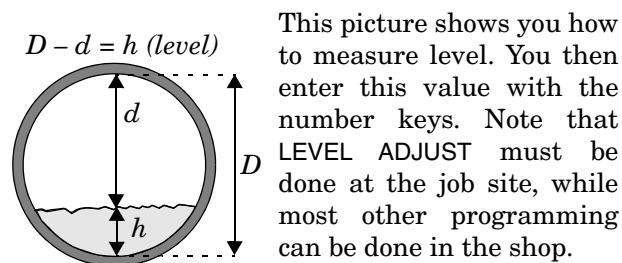 D – d = h (level)
d
D
h
This picture shows you how
to measure level. You then
enter this value with the
number keys. Note that
LEVEL ADJUST must be
done at the job site, while
most other programming
can be done in the shop.